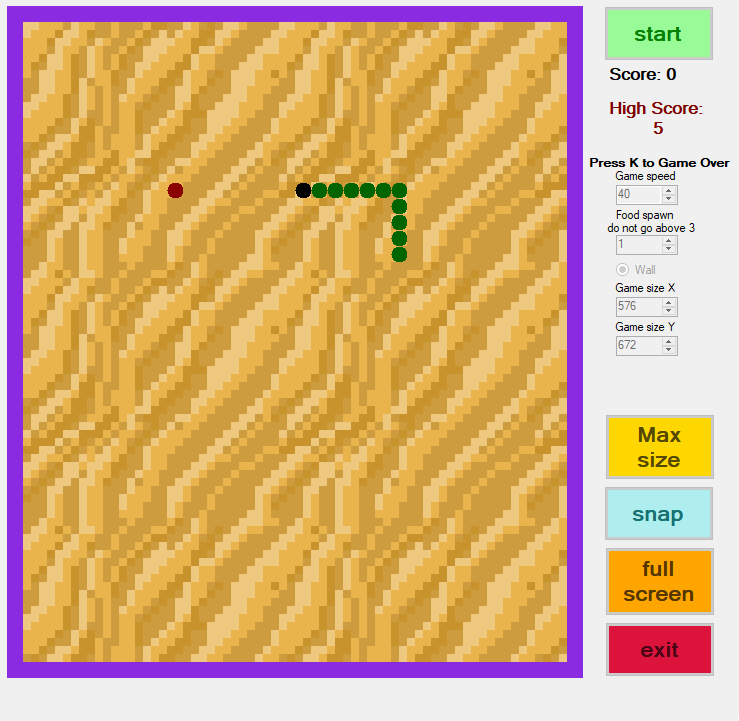 start
Score: 0
High Score:
5
Press K to Game Over
Game speed
40
Food spawn
do not go above 3
1
Wall
Game size X
576
Game size Y
672
Max
size
snap
full
screen
exit